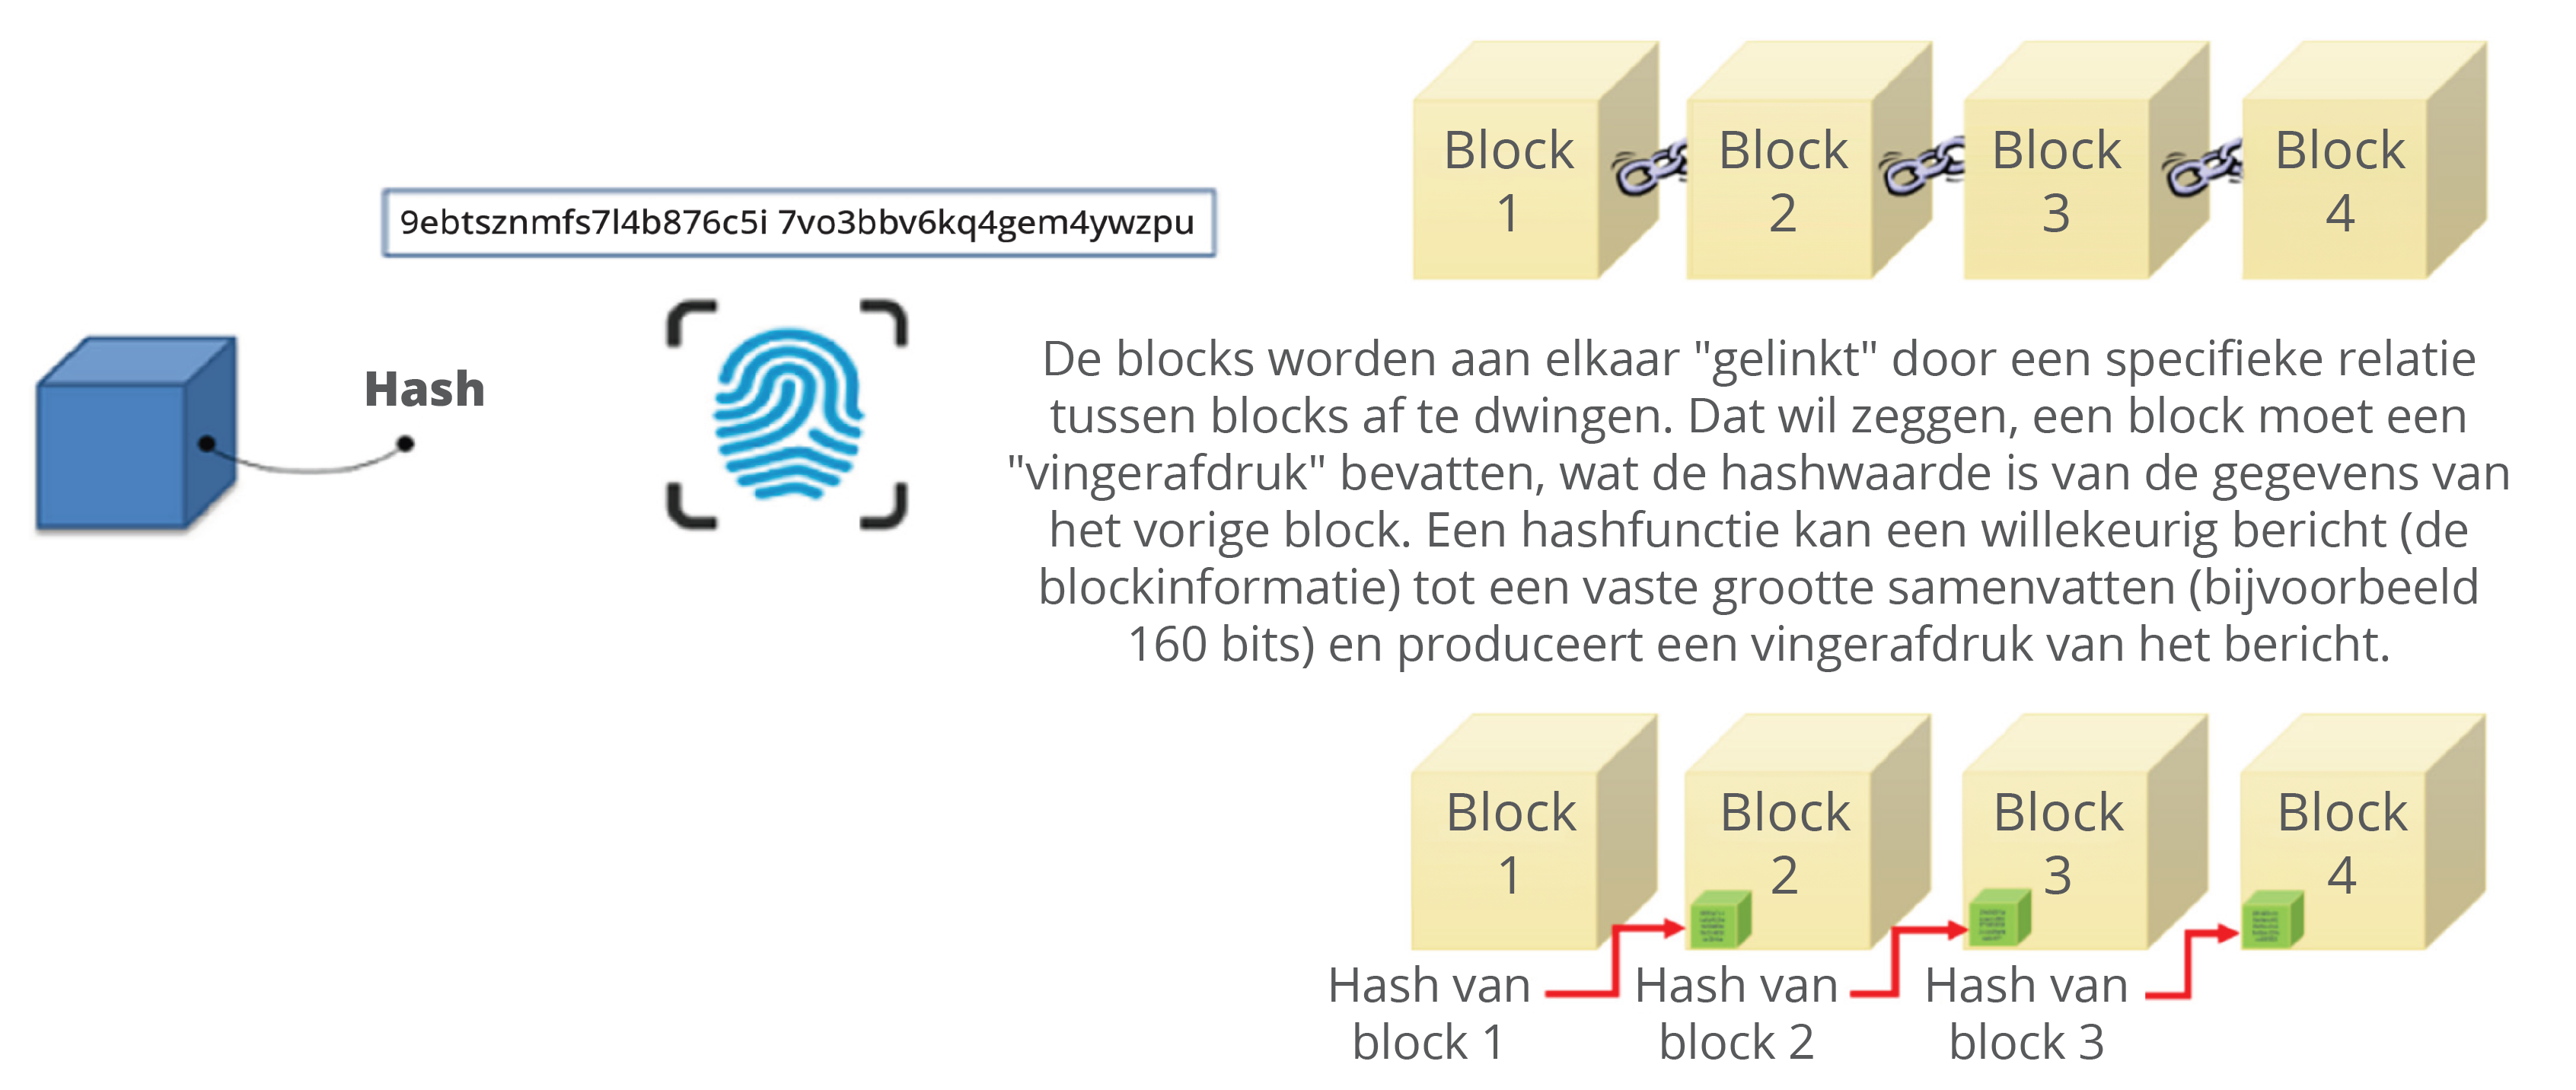 9ebtsznmfs7l4b876c5i 7vo3bbv6kq4gem4ywzpu
Hash
Block
1
Block
2
Block
3
Block
4
De blocks worden aan elkaar "gelinkt" door een specifieke relatie
tussen blocks af te dwingen. Dat wil zeggen, een block moet een
"vingerafdruk" bevatten, wat de hashwaarde is van de gegevens van
het vorige block. Een hashfunctie kan een willekeurig bericht (de
blockinformatie) tot een vaste grootte samenvatten (bijvoorbeeld
160 bits) en produceert een vingerafdruk van het bericht.
Block
1
Block
2
Block
3
Block
4
Hash van
block 1
Hash van
block 2
Hash van
block 3